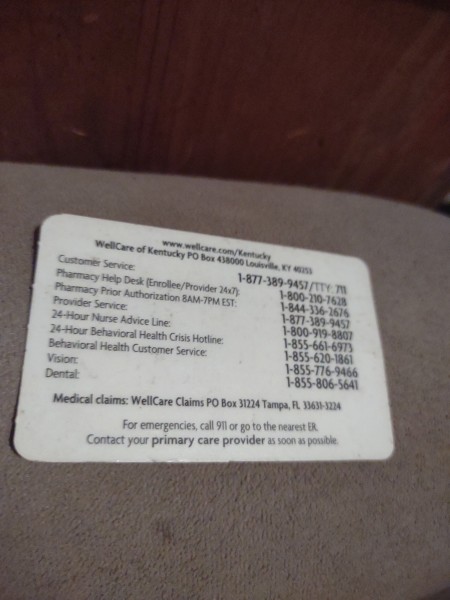 www.wellcare.com/Kentucky
WellCare of Kentucky PO Box 438000 Louisville, KY 40253
Customer Service: 1-877-389-9457/TTY: 711
Pharmacy Help Desk (Enrollee/Provider 24x7): 1-800-210-7628
Pharmacy Prior Authorization 8AM-7PM EST: 1-844-336-2676
Provider Service: 1-877-389-9457
24-Hour Nurse Advice Line: 1-800-919-8807
24-Hour Behavioral Health Crisis Hotline: 1-855-661-6973
Behavioral Health Customer Service: 1-855-620-1861
Vision: 1-855-776-9466
Dental: 1-855-806-5641
Medical claims: WellCare Claims PO Box 31224 Tampa, FL 33631-3224
For emergencies, call 911 or go to the nearest ER.
Contact your primary care provider as soon as possible.